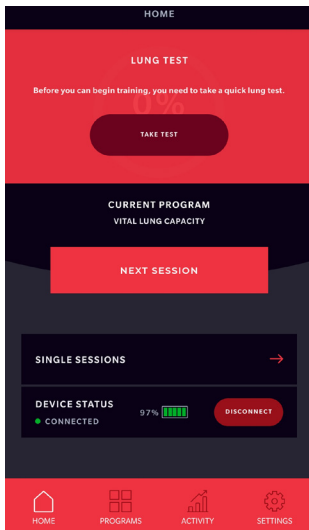 HOME
LUNG TEST
0%
Before you can begin training, you need to take a quick lung test.
TAKE TEST
CURRENT PROGRAM
VITAL LUNG CAPACITY
NEXT SESSION
SINGLE SESSIONS
DEVICE STATUS
CONNECTED
97%
DISCONNECT
HOME PROGRAMS ACTIVITY SETTINGS